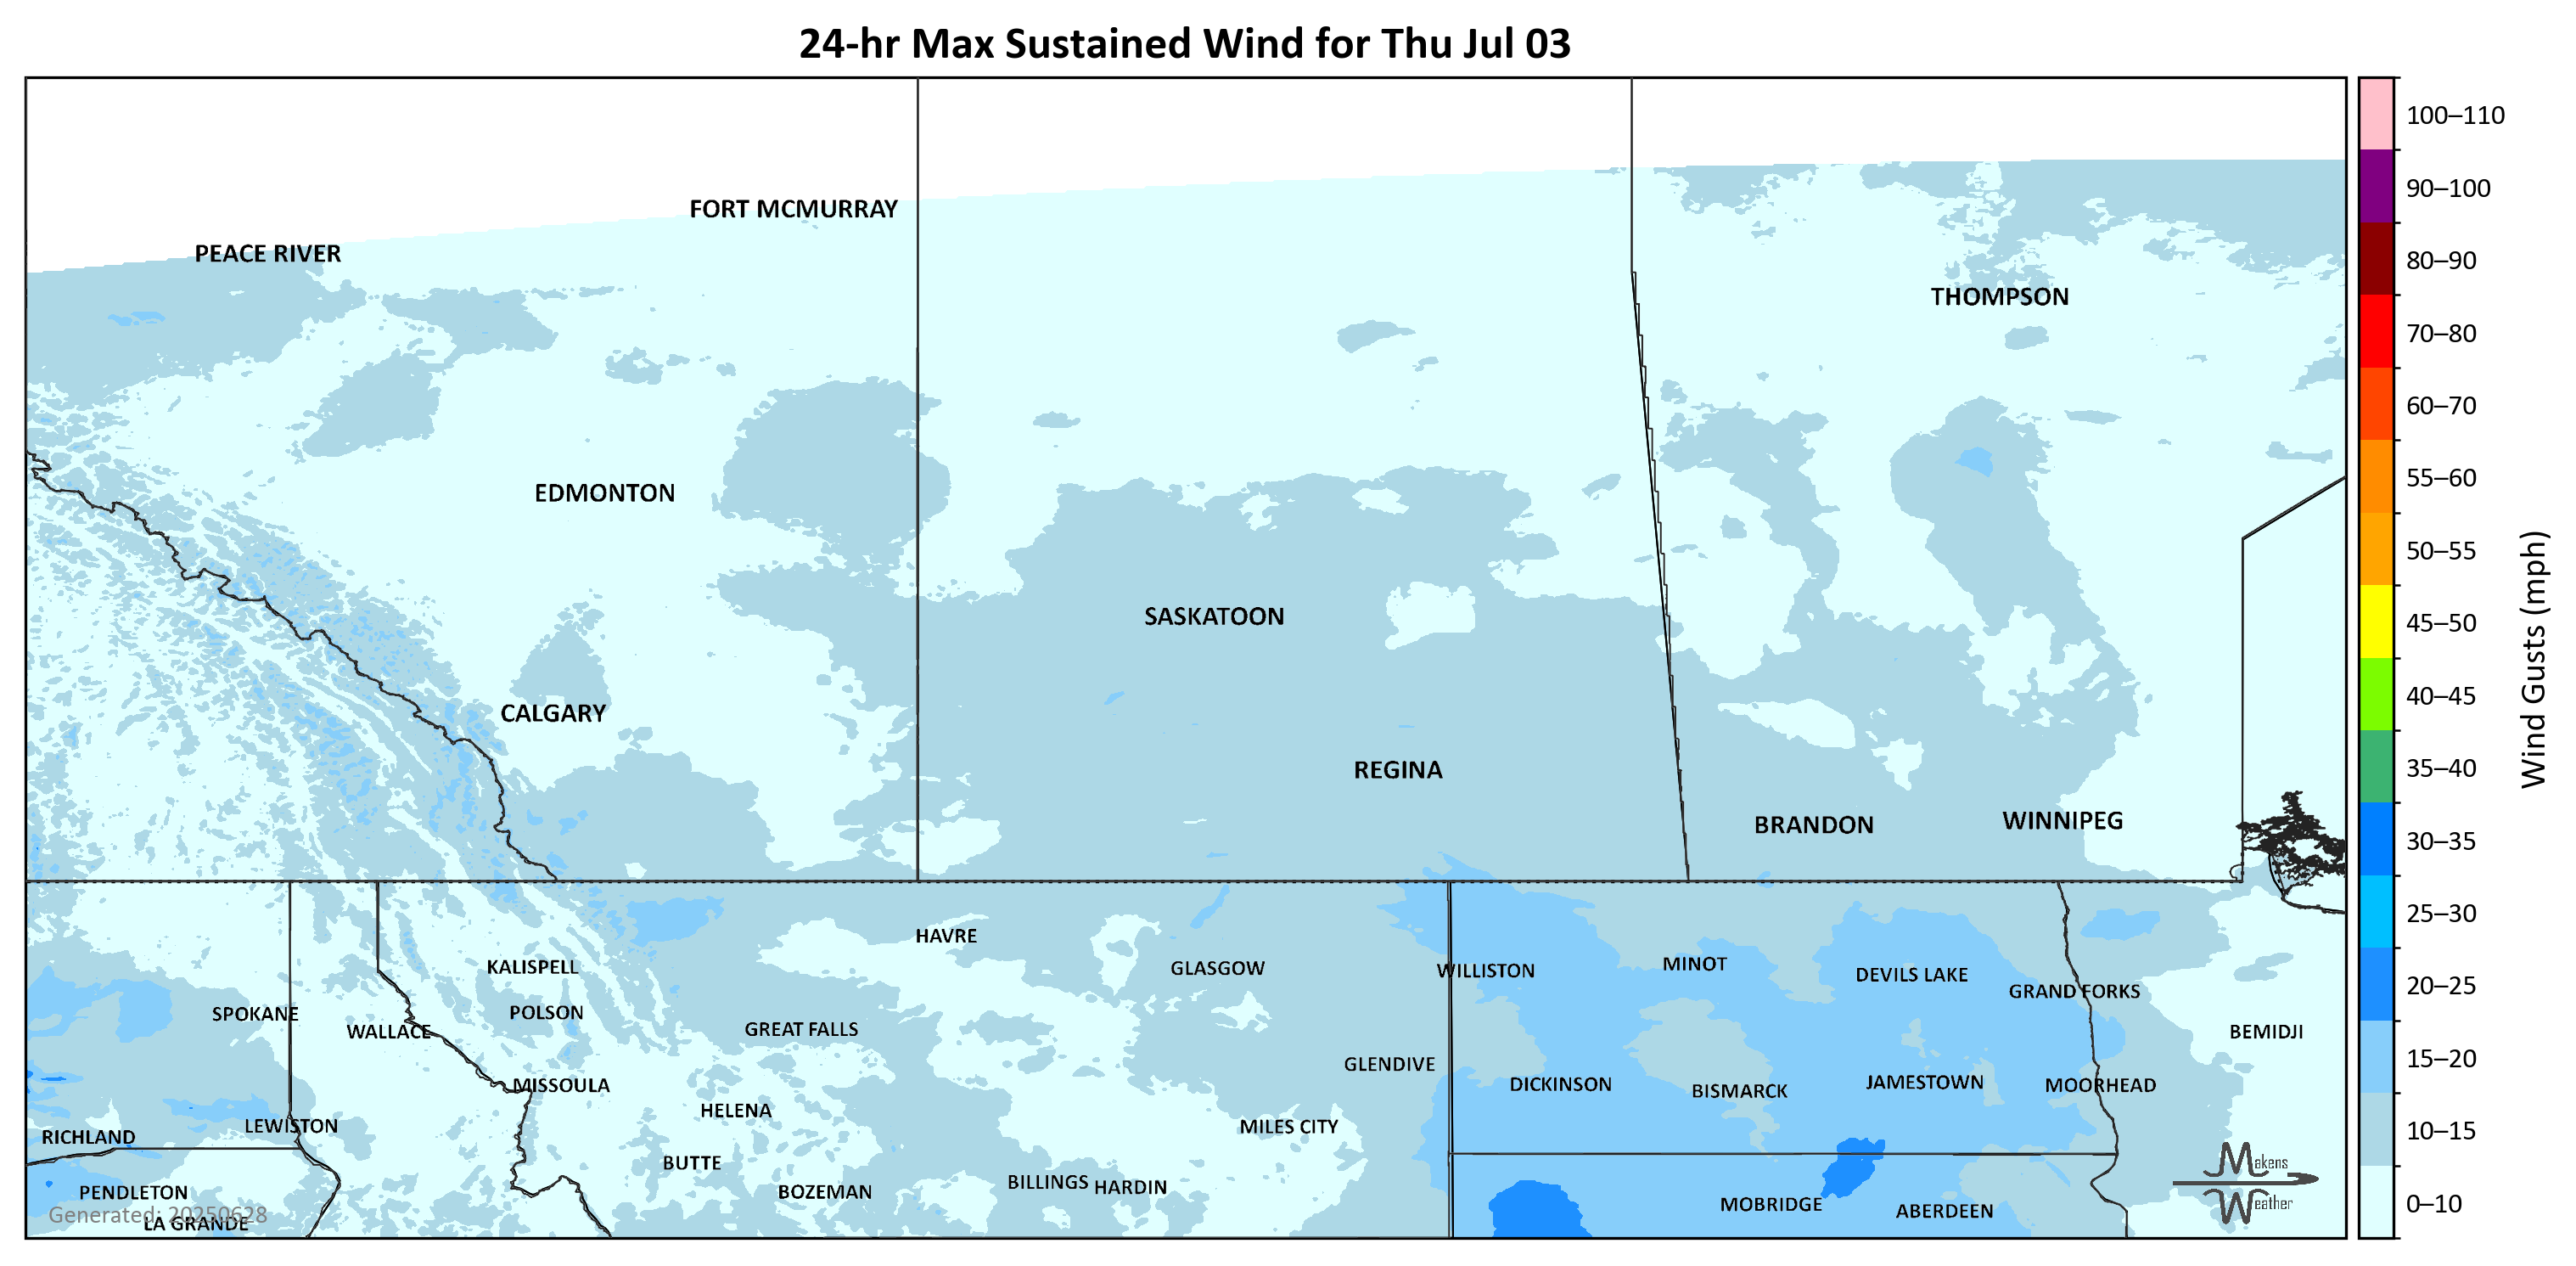 24-hr Max Sustained Wind for Thu Jul 03
FORT MCMURRAY
PEACE RIVER
THOMPSON
EDMONTON
SASKATOON
CALGARY
REGINA
BRANDON
WINNIPEG
HAVRE
KALISPELL
GLASGOW
WILLISTON
MINOT
DEVILS LAKE
GRAND FORKS
SPOKANE
POLSON
WALLACE
GREAT FALLS
BEMIDJI
GLENDIVE
MISSOULA
DICKINSON
BISMARCK
JAMESTOWN
MOORHEAD
HELENA
LEWISTON
MILES CITY
RICHLAND
BUTTE
BILLINGS
HARDIN
PENDLETON
BOZEMAN
MOBRIDGE
ABERDEEN
LA GRANDE
Generated: 20250628
Makens
Weather
100–110
90–100
80–90
70–80
60–70
55–60
50–55
45–50
40–45
35–40
30–35
25–30
20–25
15–20
10–15
0–10
Wind Gusts (mph)